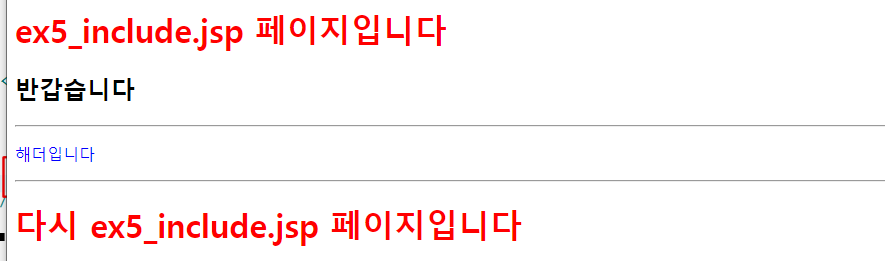 ex5_include.jsp 페이지입니다
반갑습니다
해더입니다
다시 ex5_include.jsp 페이지입니다